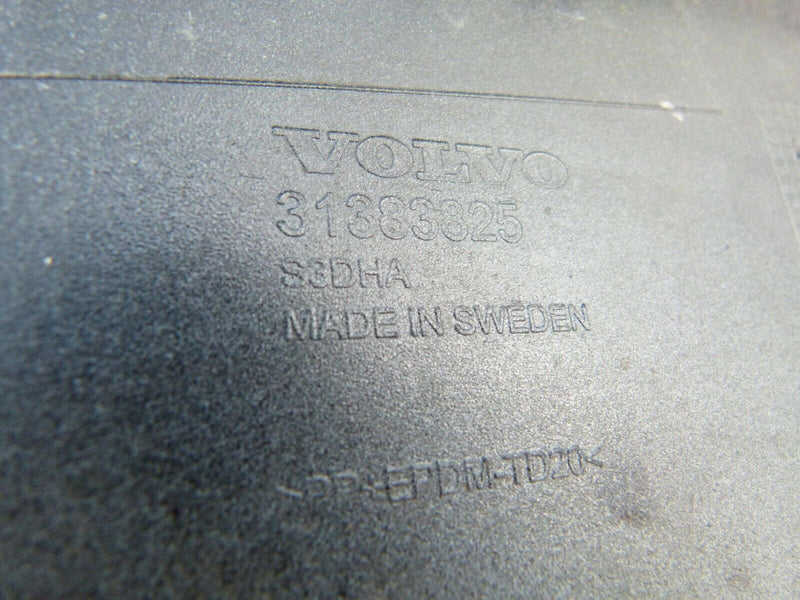 VOLVO
31383825
S3DHA
MADE IN SWEDEN
>PP+EPDM-TD20<